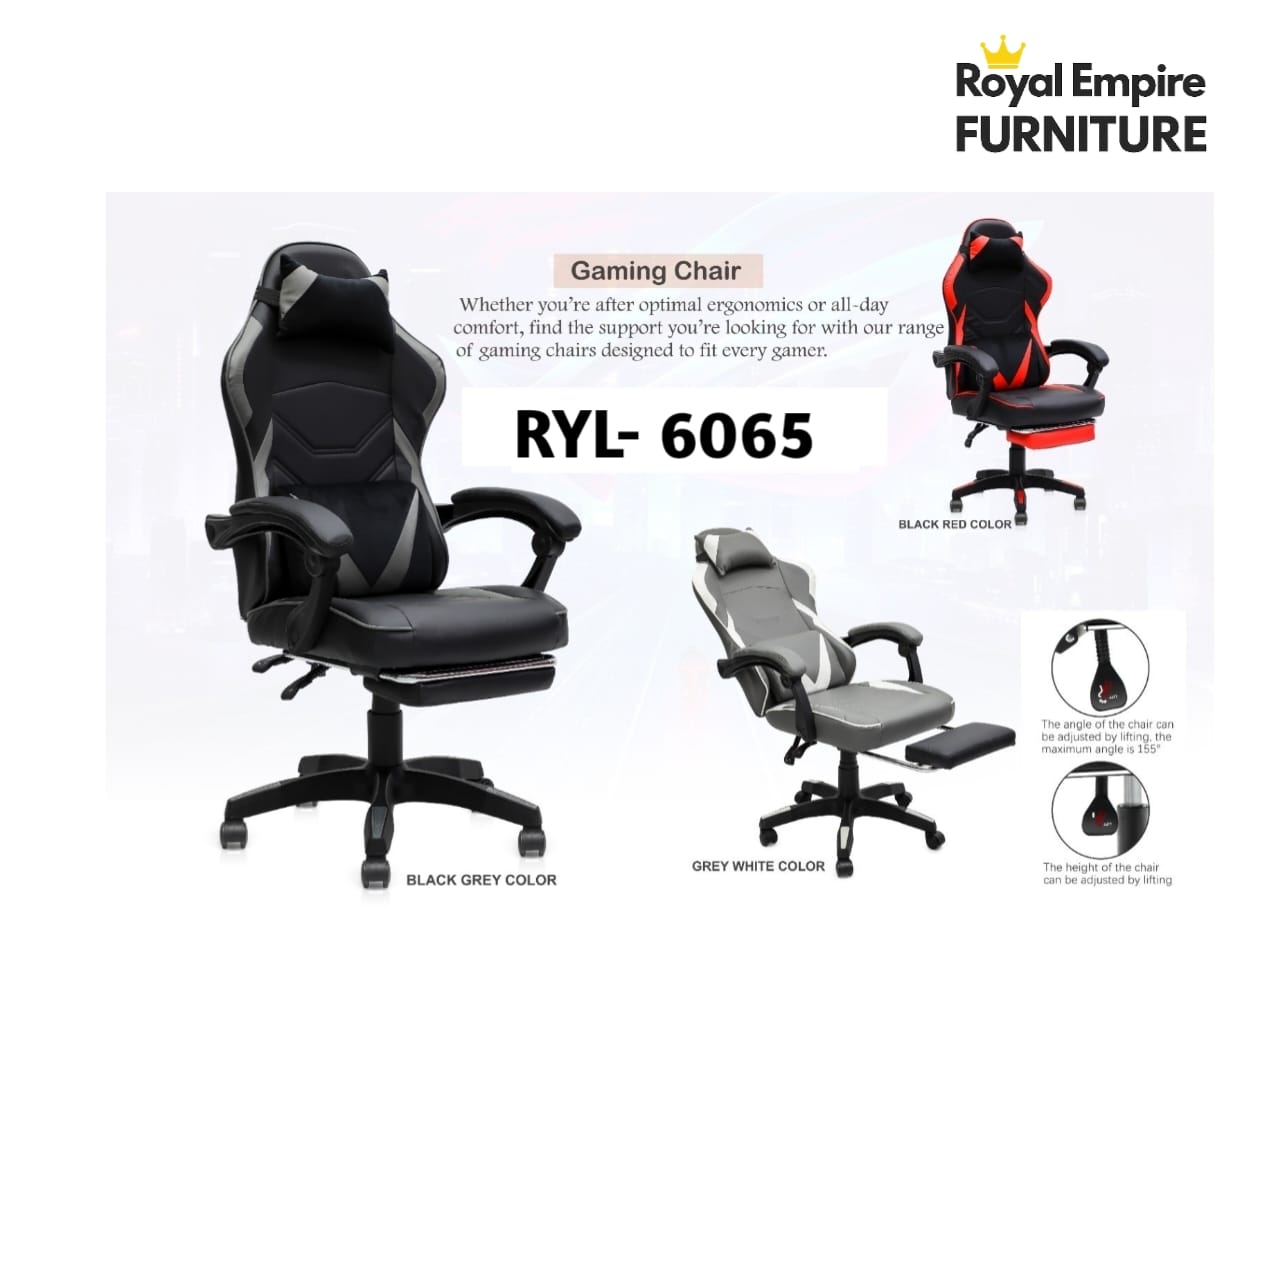 Royal Empire
FURNITURE
Gaming Chair
Whether you're after optimal ergonomics or all-day
comfort, find the support you're looking for with our range
of gaming chairs designed to fit every gamer.
RYL- 6065
BLACK RED COLOR
The angle of the chair can
be adjusted by lifting, the
maximum angle is 155°
GREY WHITE COLOR
The height of the chair
can be adjusted by lifting
BLACK GREY COLOR